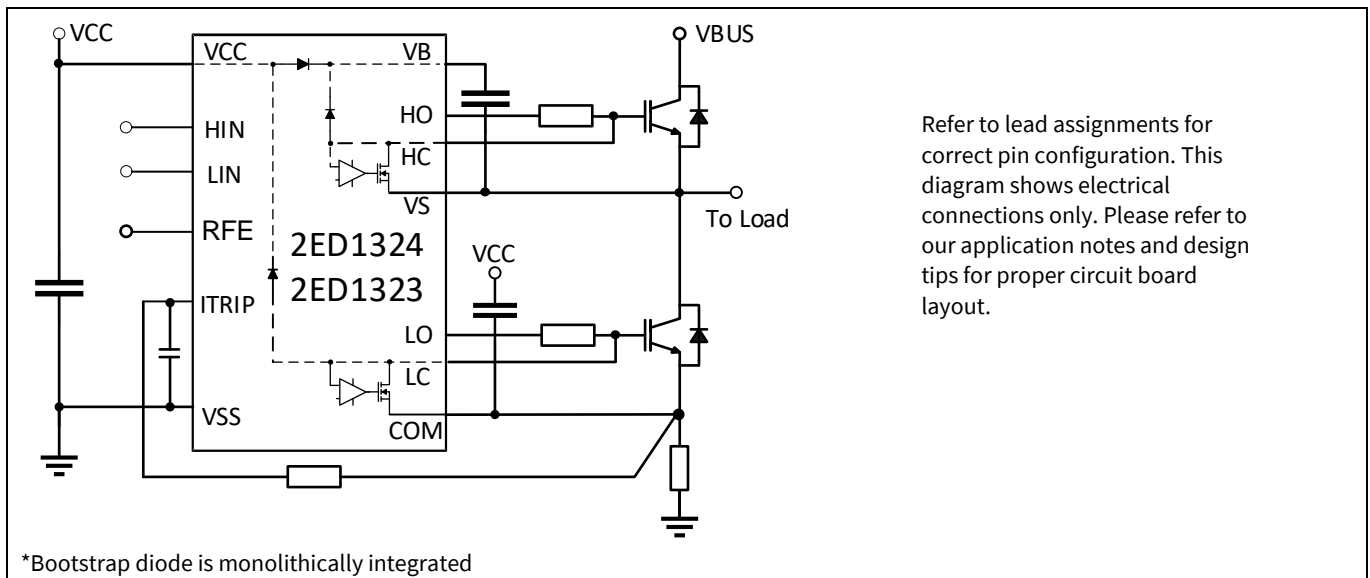 VCC
VCC
VB
VBUS
HIN
HO
LIN
HC
VS
To Load
RFE
2ED1324
2ED1323
VCC
ITRIP
LO
LC
VSS
COM
Refer to lead assignments for
correct pin configuration. This
diagram shows electrical
connections only. Please refer to
our application notes and design
tips for proper circuit board
layout.
*Bootstrap diode is monolithically integrated